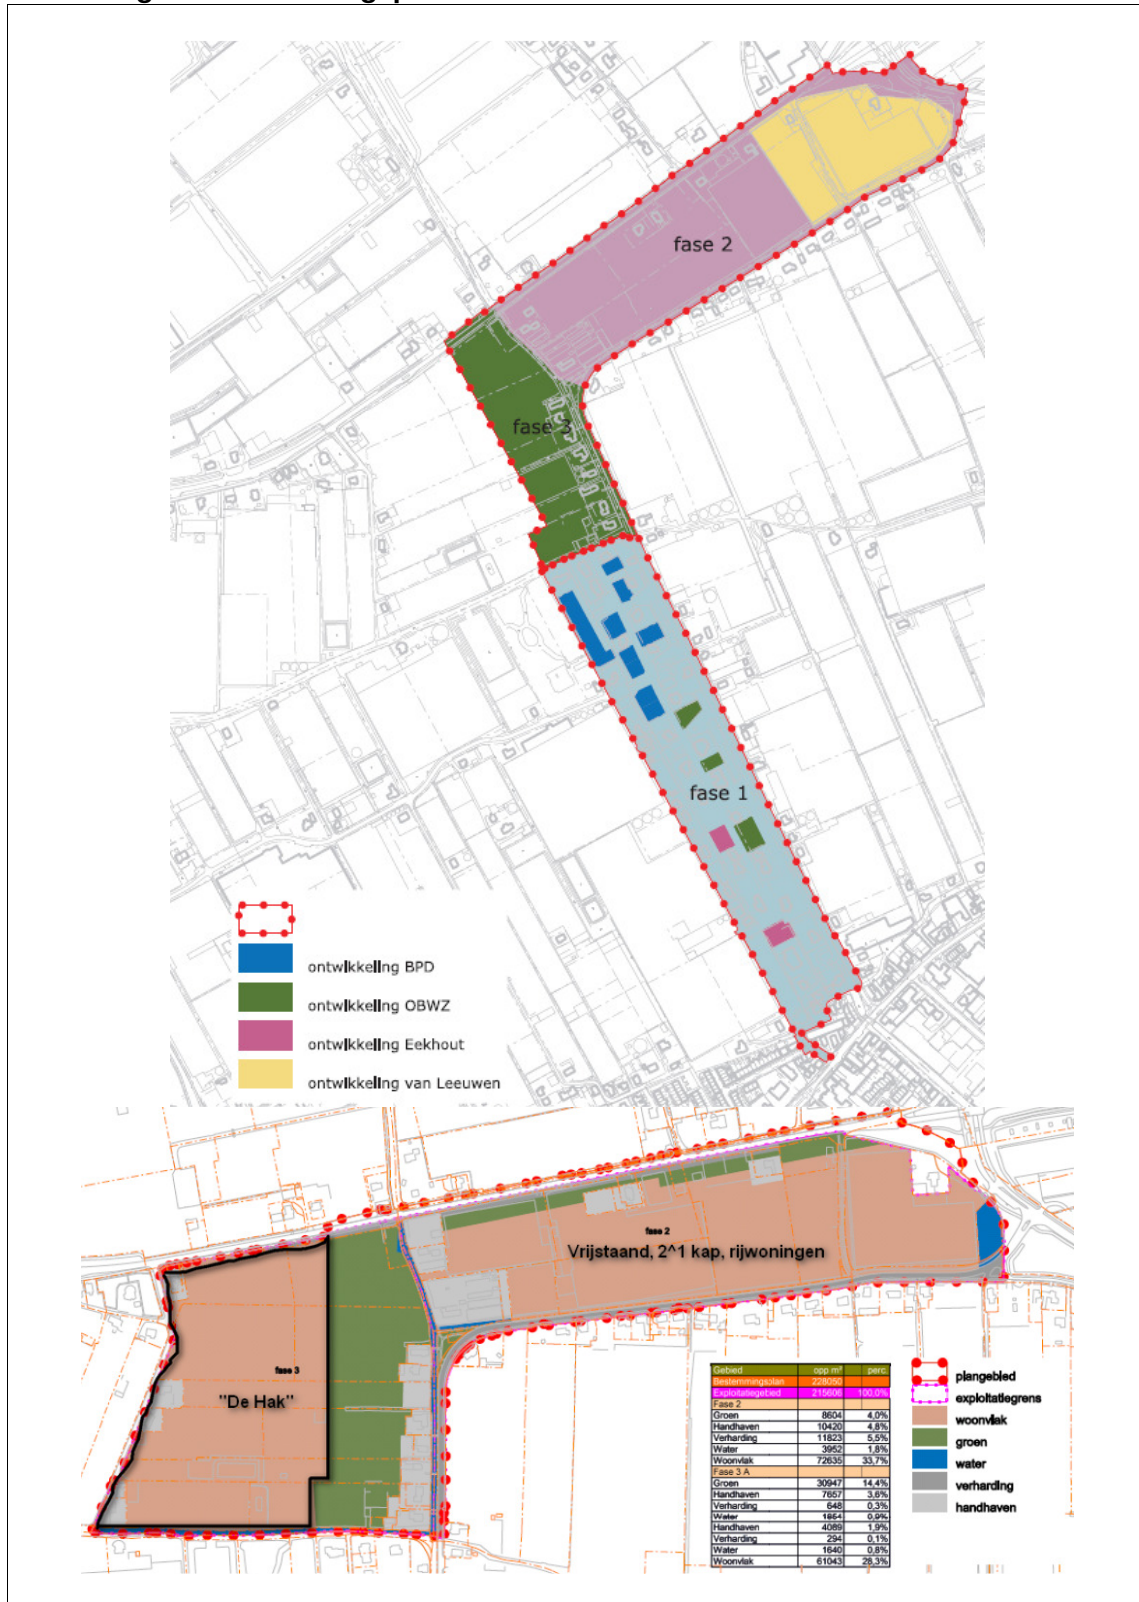 fase 2
fase 3
fase 1
ontwikkeling BPD
ontwikkeling OBWZ
ontwikkeling Eekhout
ontwikkeling van Leeuwen
fase 2
Vrijstaand, 2^1 kap, rijwoningen
fase 3
"De Hak"
Gebied opp m² perc.
Bestemmingsplan 228050
Exploitatiegebied 215606 100,0%
Fase 2
Groen 8604 4,0%
Handhaven 10420 4,8%
Verharding 11823 5,5%
Water 3952 1,8%
Woonvlak 72635 33,7%
Fase 3 A
Groen 30947 14,4%
Handhaven 7657 3,6%
Verharding 648 0,3%
Water 1854 0,9%
Handhaven 4089 1,9%
Verharding 294 0,1%
Water 1640 0,8%
Woonvlak 61043 28,3%
plangebied
exploitatiegrens
woonvlak
groen
water
verharding
handhaven